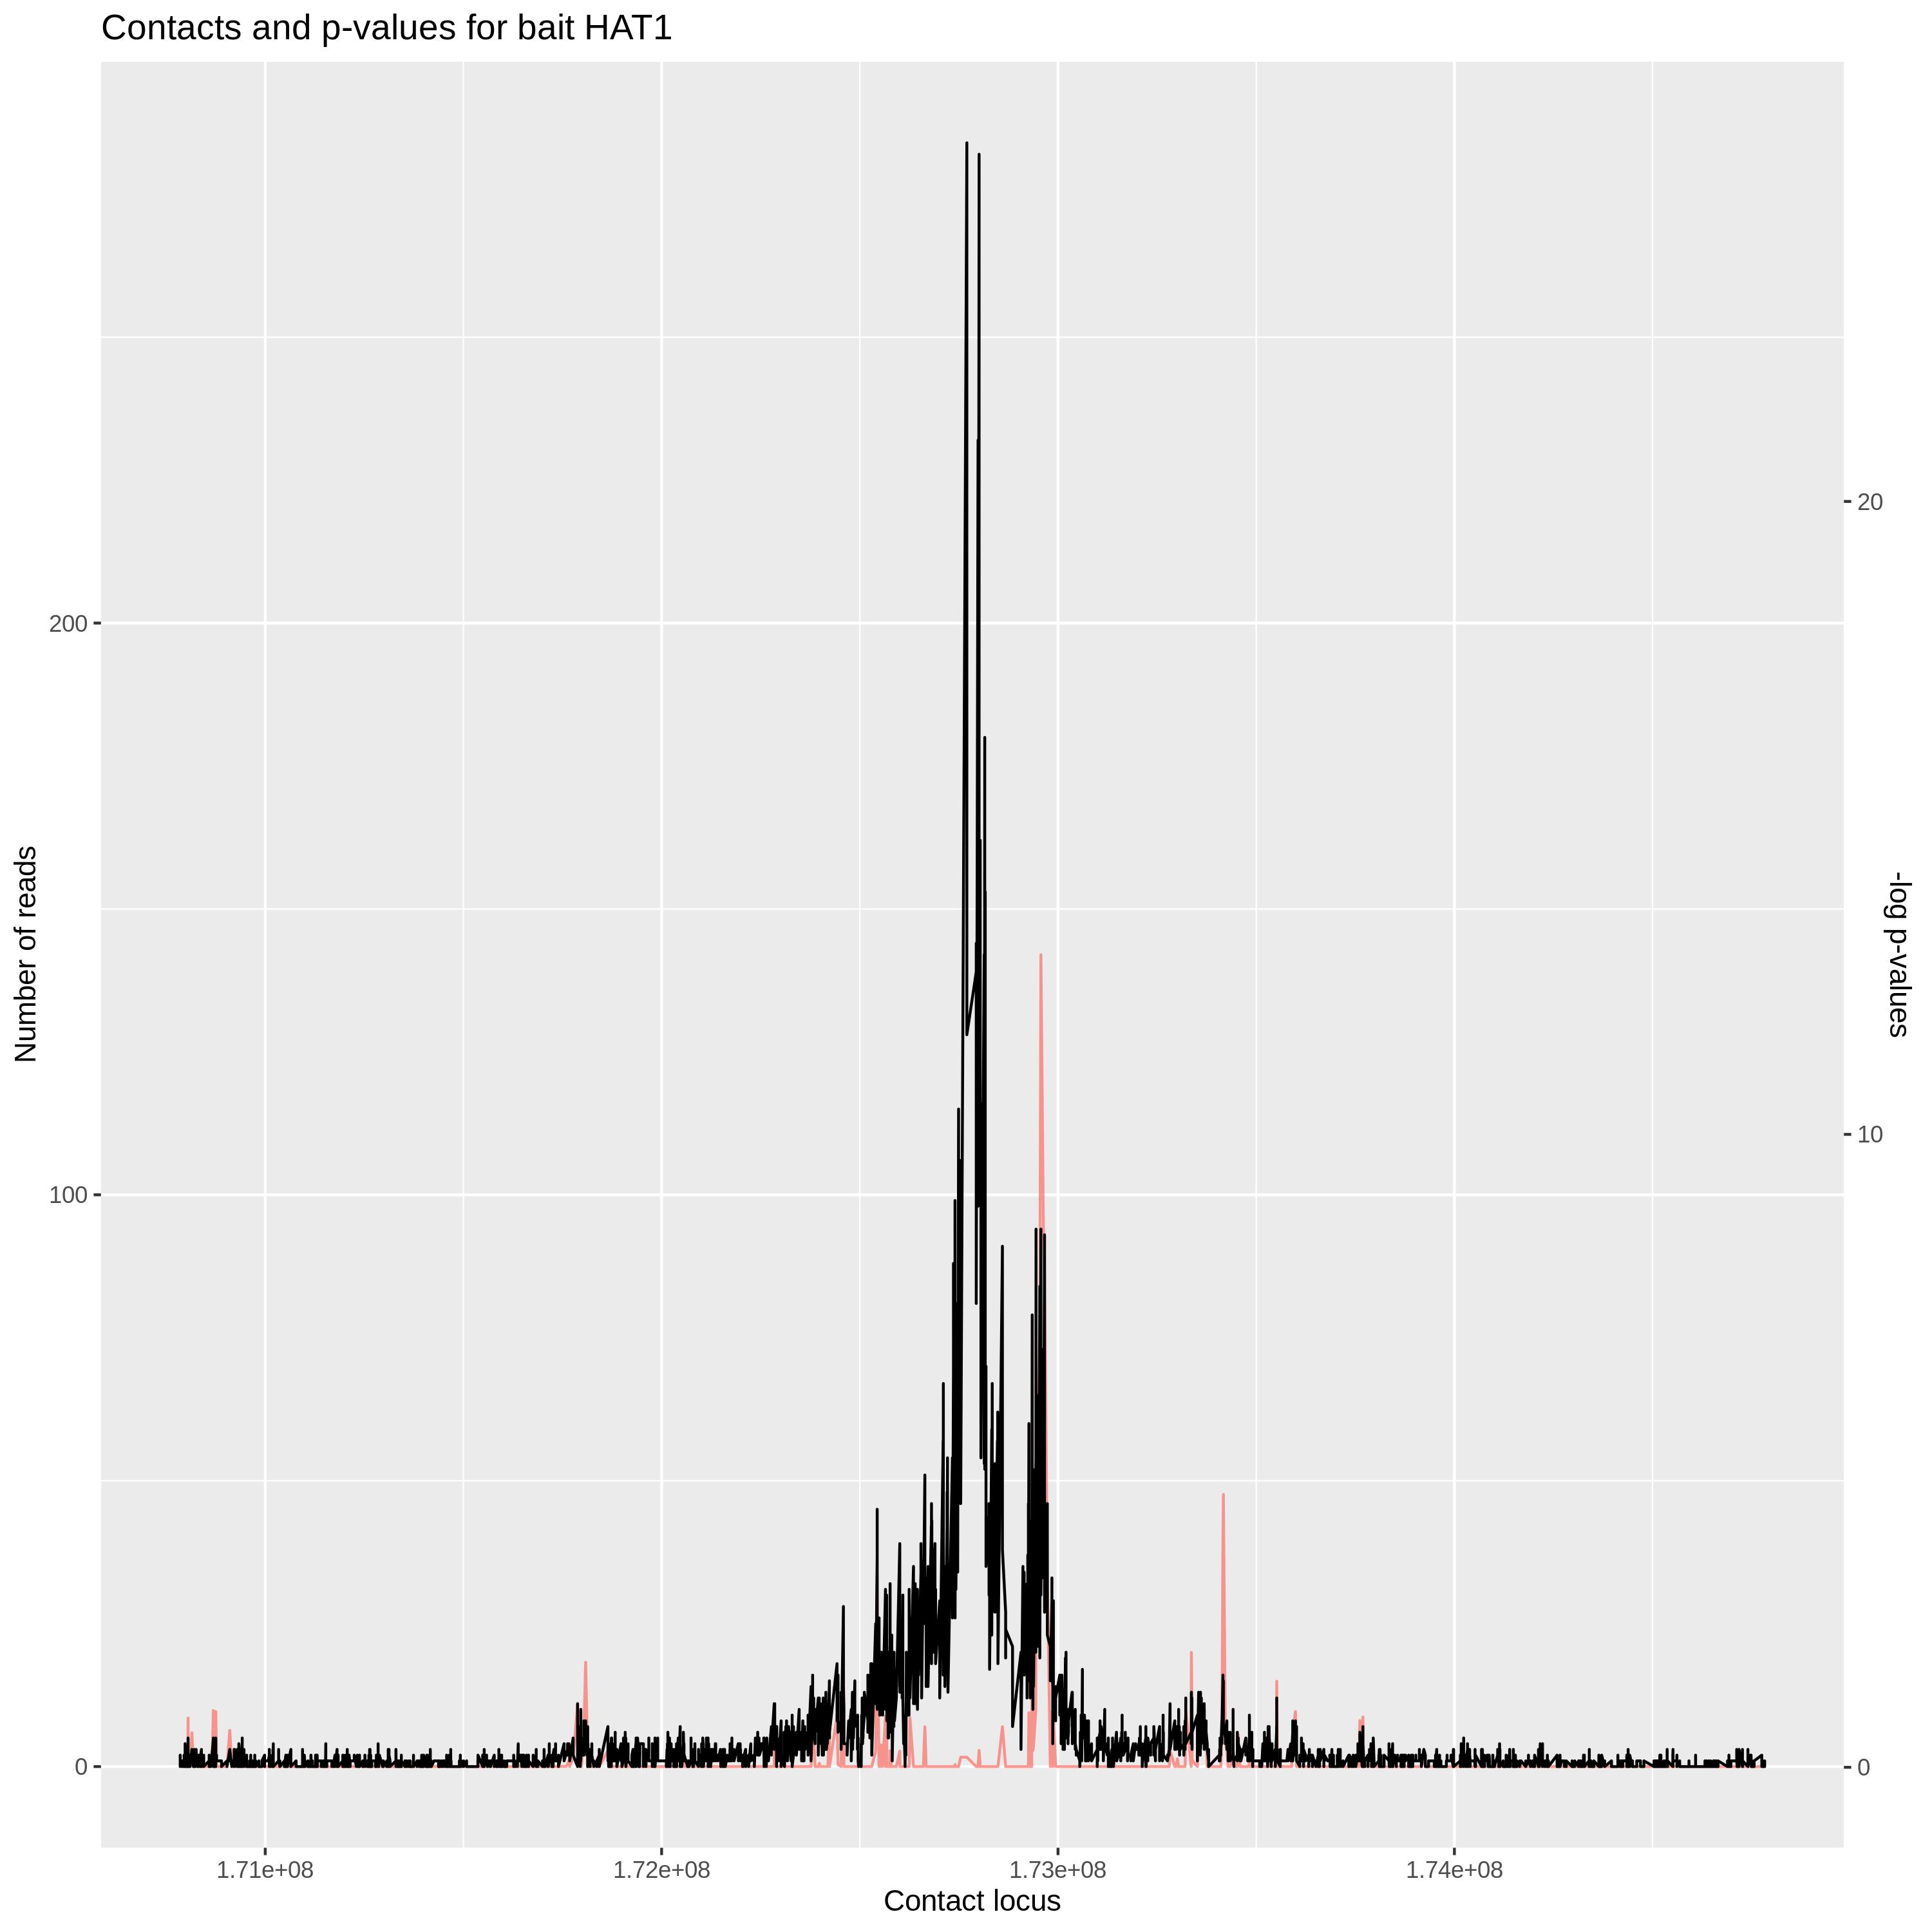 Contacts and p-values for bait HAT1
Number of reads
200
100
0
20
10
0
-log p-values
1.71e+08
1.72e+08
1.73e+08
1.74e+08
Contact locus